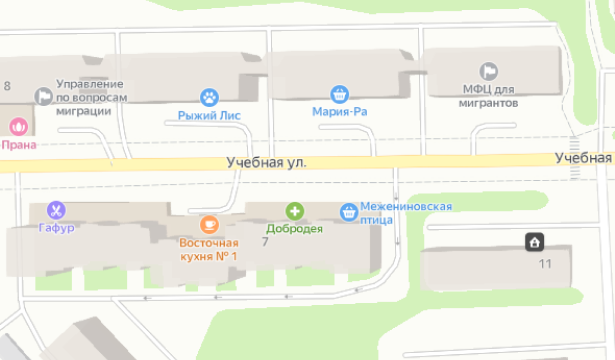 8
Управление
по вопросам
миграции
Прана
Рыжий Лис
Мария-Ра
МФЦ для
мигрантов
Учебная ул.
Учебная
Гафур
Восточная
кухня № 1
7
Добродея
Межениновская
птица
11